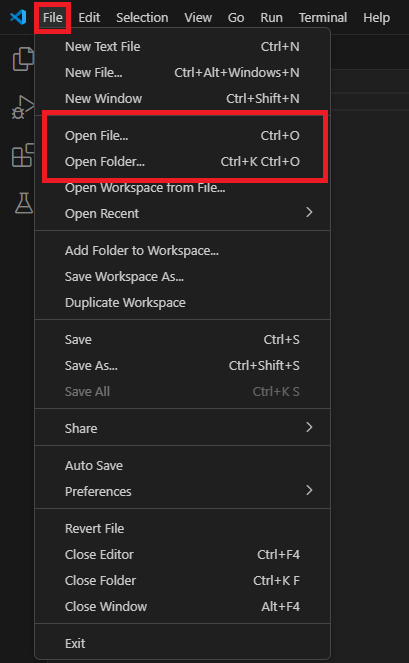 File Edit Selection View Go Run Terminal Help
New Text File Ctrl+N
New File... Ctrl+Alt+Windows+N
New Window Ctrl+Shift+N
Open File... Ctrl+O
Open Folder... Ctrl+K Ctrl+O
Open Workspace from File...
Open Recent
Add Folder to Workspace...
Save Workspace As...
Duplicate Workspace
Save Ctrl+S
Save As... Ctrl+Shift+S
Save All Ctrl+K S
Share
Auto Save
Preferences
Revert File
Close Editor Ctrl+F4
Close Folder Ctrl+K F
Close Window Alt+F4
Exit